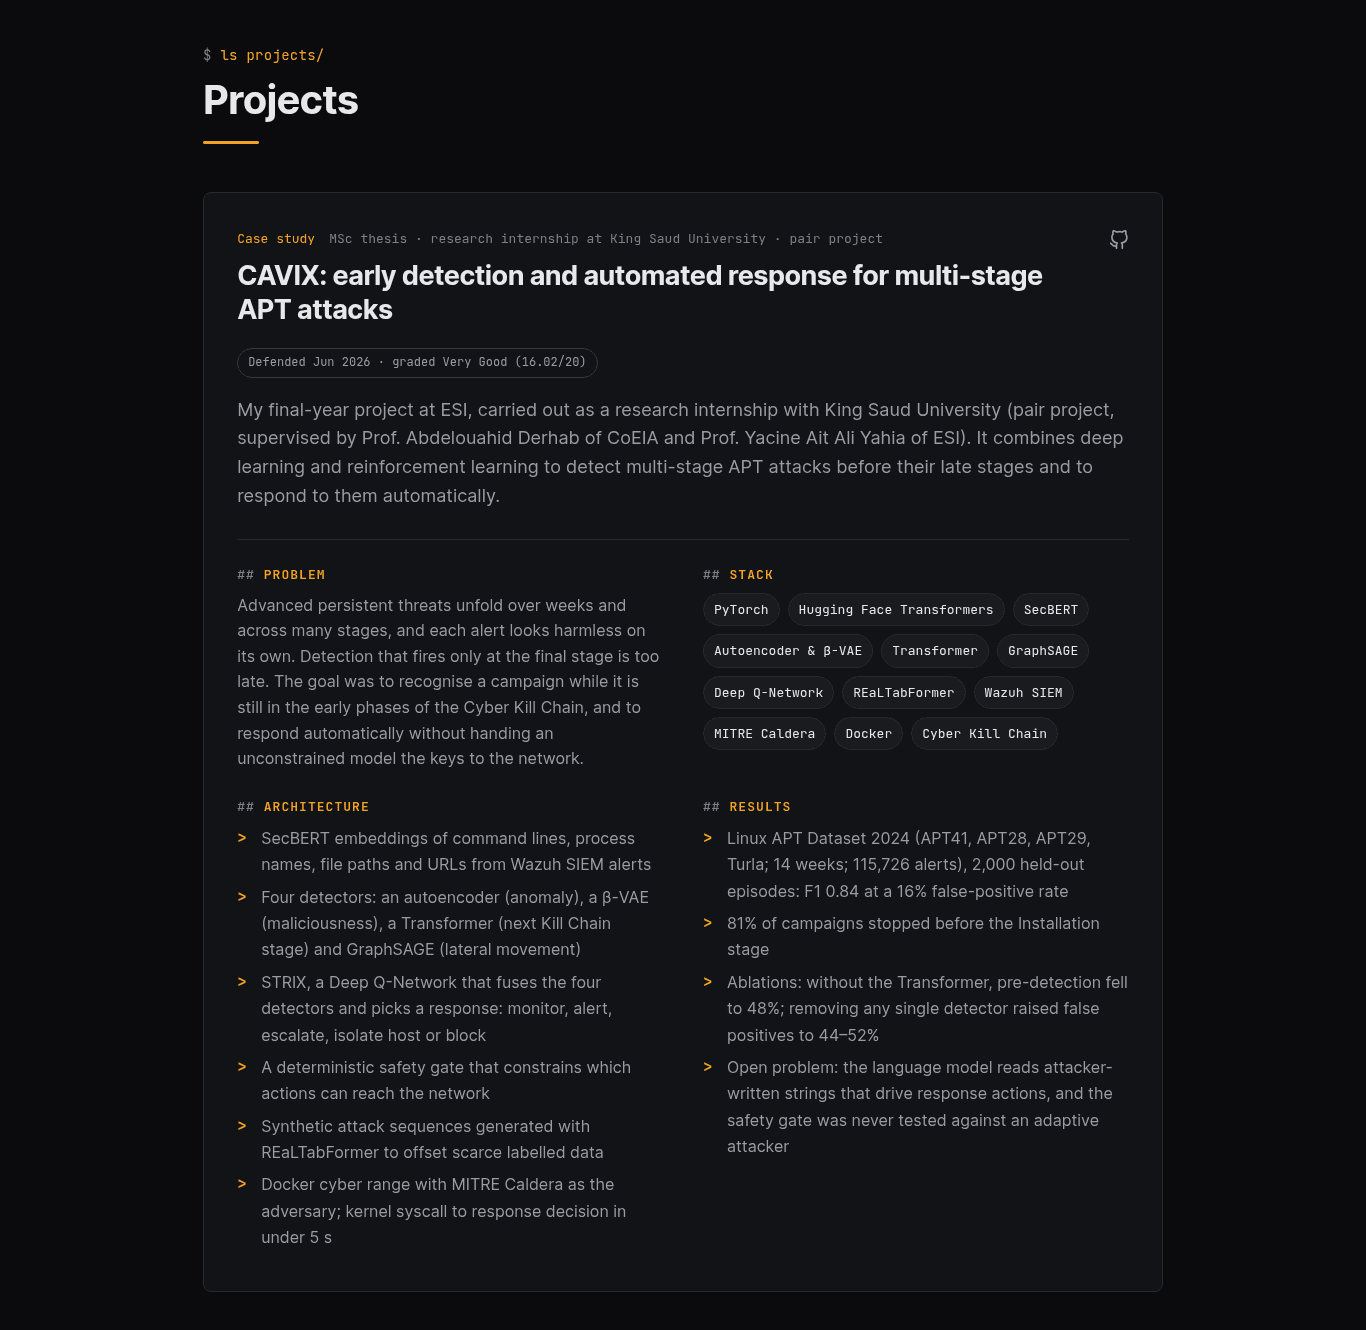 $ ls projects/
Projects
Case study MSc thesis · research internship at King Saud University · pair project
CAVIX: early detection and automated response for multi-stage
APT attacks
Defended Jun 2026 · graded Very Good (16.02/20)
My final-year project at ESI, carried out as a research internship with King Saud University (pair project,
supervised by Prof. Abdelouahid Derhab of CoEIA and Prof. Yacine Ait Ali Yahia of ESI). It combines deep
learning and reinforcement learning to detect multi-stage APT attacks before their late stages and to
respond to them automatically.
## PROBLEM
Advanced persistent threats unfold over weeks and
across many stages, and each alert looks harmless on
its own. Detection that fires only at the final stage is too
late. The goal was to recognise a campaign while it is
still in the early phases of the Cyber Kill Chain, and to
respond automatically without handing an
unconstrained model the keys to the network.
## STACK
PyTorch Hugging Face Transformers SecBERT
Autoencoder & β-VAE Transformer GraphSAGE
Deep Q-Network REaLTabFormer Wazuh SIEM
MITRE Caldera Docker Cyber Kill Chain
## ARCHITECTURE
> SecBERT embeddings of command lines, process
names, file paths and URLs from Wazuh SIEM alerts
> Four detectors: an autoencoder (anomaly), a β-VAE
(maliciousness), a Transformer (next Kill Chain
stage) and GraphSAGE (lateral movement)
> STRIX, a Deep Q-Network that fuses the four
detectors and picks a response: monitor, alert,
escalate, isolate host or block
> A deterministic safety gate that constrains which
actions can reach the network
> Synthetic attack sequences generated with
REaLTabFormer to offset scarce labelled data
> Docker cyber range with MITRE Caldera as the
adversary; kernel syscall to response decision in
under 5 s
## RESULTS
> Linux APT Dataset 2024 (APT41, APT28, APT29,
Turla; 14 weeks; 115,726 alerts), 2,000 held-out
episodes: F1 0.84 at a 16% false-positive rate
> 81% of campaigns stopped before the Installation
stage
> Ablations: without the Transformer, pre-detection fell
to 48%; removing any single detector raised false
positives to 44–52%
> Open problem: the language model reads attacker-
written strings that drive response actions, and the
safety gate was never tested against an adaptive
attacker